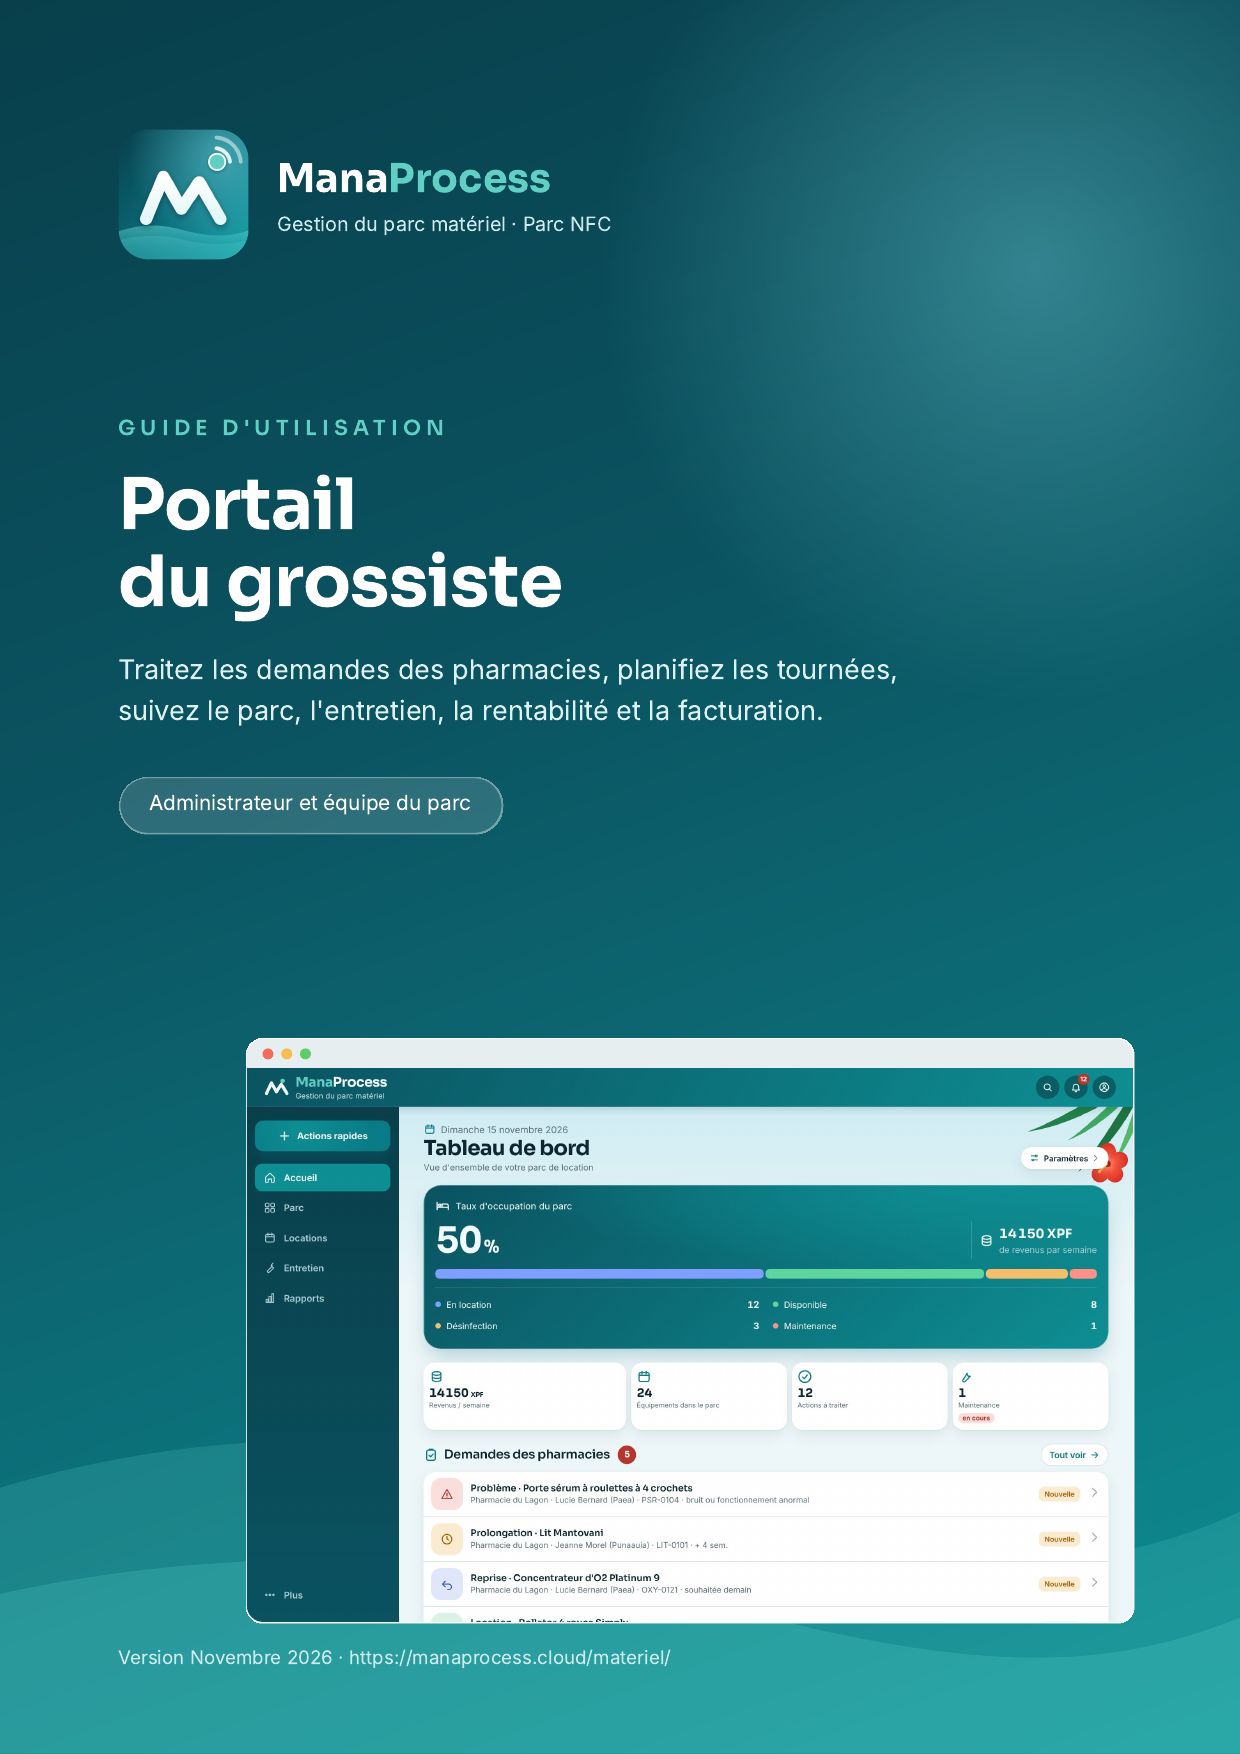 ManaProcess
Gestion du parc matériel · Parc NFC
GUIDE D'UTILISATION
Portail
du grossiste
Traitez les demandes des pharmacies, planifiez les tournées,
suivez le parc, l'entretien, la rentabilité et la facturation.
Administrateur et équipe du parc
ManaProcess
Gestion du parc matériel
12
Actions rapides
Accueil
Parc
Locations
Entretien
Rapports
Plus
Dimanche 15 novembre 2026
Tableau de bord
Vue d'ensemble de votre parc de location
Paramètres
Taux d'occupation du parc
50 %
14 150 XPF
de revenus par semaine
En location 12
Disponible 8
Désinfection 3
Maintenance 1
14 150 XPF
Revenus / semaine
24
Équipements dans le parc
12
Actions à traiter
1
Maintenance
en cours
Demandes des pharmacies 5
Tout voir →
Problème · Porte sérum à roulettes à 4 crochets
Pharmacie du Lagon · Lucie Bernard (Paea) · PSR-0104 · bruit ou fonctionnement anormal
Nouvelle
Prolongation · Lit Mantovani
Pharmacie du Lagon · Jeanne Morel (Punaauia) · LIT-0101 · + 4 sem.
Nouvelle
Reprise · Concentrateur d'O2 Platinum 9
Pharmacie du Lagon · Lucie Bernard (Paea) · OXY-0121 · souhaitée demain
Nouvelle
Version Novembre 2026 · https://manaprocess.cloud/materiel/